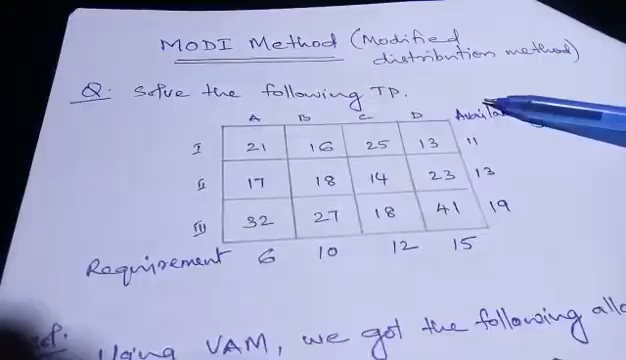 MODI Method (Modified
distribution method)
Q. Solve the following TP.
A B C D
I 21 16 25 13 11
II 17 18 14 23 13
III 32 27 18 41 19
Requirement 6 10 12 15
Using VAM, we got the following